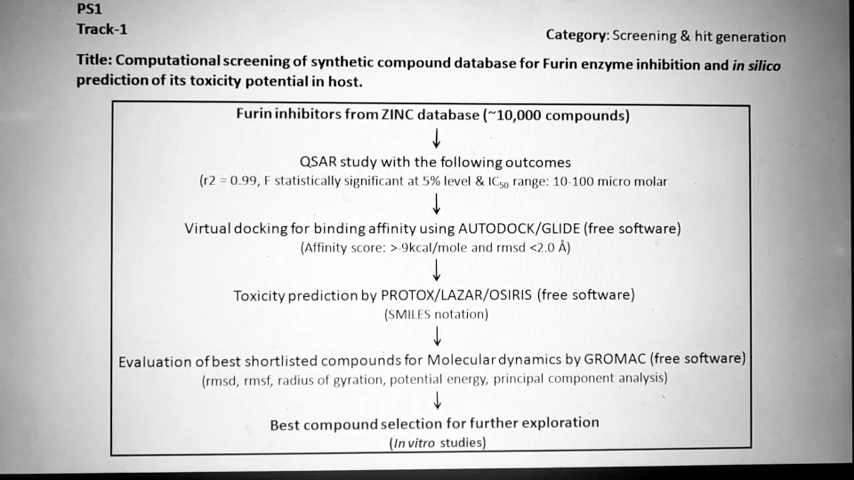 PS1
Track-1
Category: Screening & hit generation
Title: Computational screening of synthetic compound database for Furin enzyme inhibition and in silico
prediction of its toxicity potential in host.
Furin inhibitors from ZINC database (~10,000 compounds)
QSAR study with the following outcomes
(r2 = 0.99, F statistically significant at 5% level & IC50 range: 10-100 micro molar
Virtual docking for binding affinity using AUTODOCK/GLIDE (free software)
(Affinity score: >-9kcal/mole and rmsd <2.0 Å)
Toxicity prediction by PROTOX/LAZAR/OSIRIS (free software)
(SMILES notation)
Evaluation of best shortlisted compounds for Molecular dynamics by GROMAC (free software)
(rmsd, rmsf, radius of gyration, potential energy, principal component analysis)
Best compound selection for further exploration
(In vitro studies)